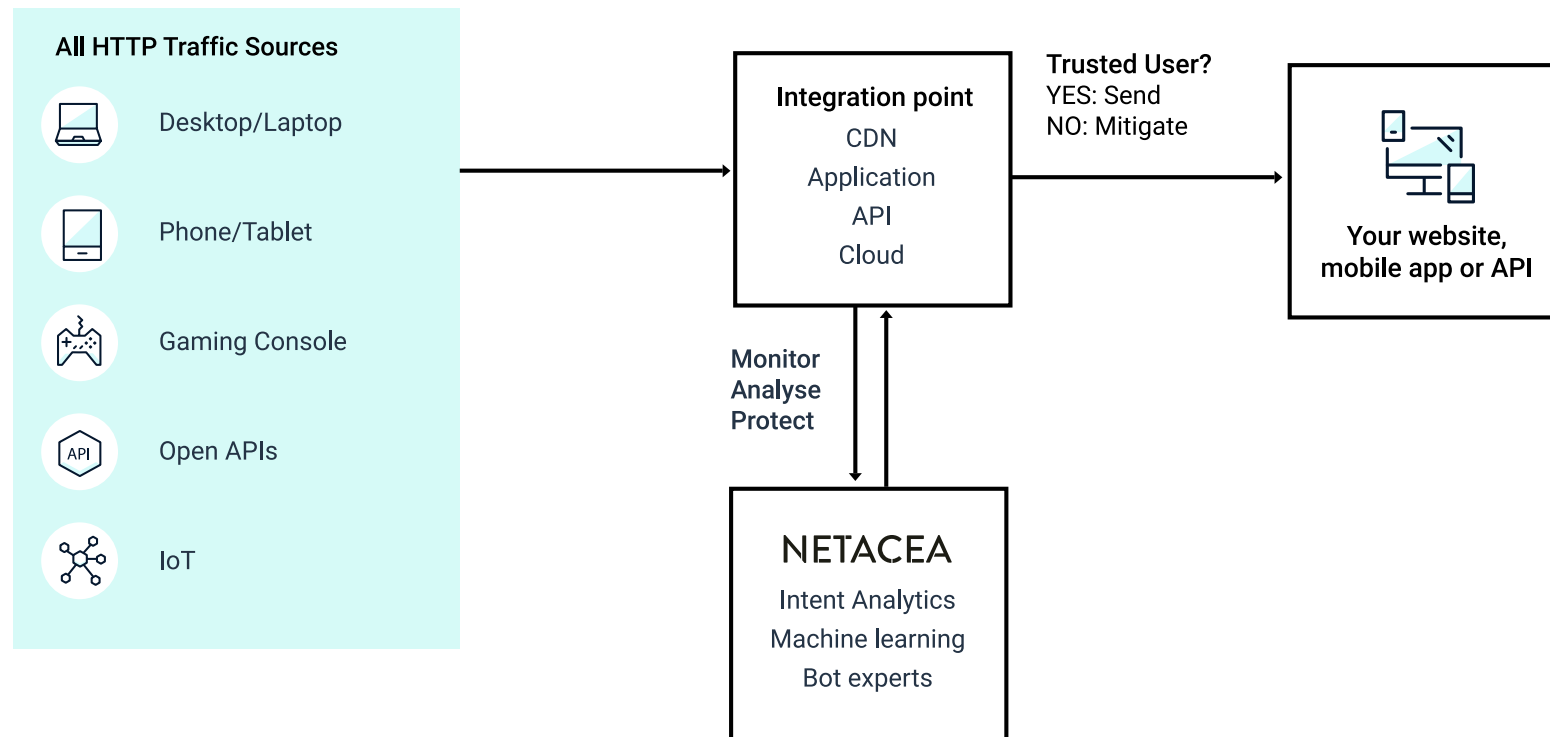 All HTTP Traffic Sources
Desktop/Laptop
Phone/Tablet
Gaming Console
API
Open APIs
IoT
Integration point
CDN
Application
API
Cloud
Trusted User?
YES: Send
NO: Mitigate
Your website,
mobile app or API
Monitor
Analyse
Protect
NETACEA
Intent Analytics
Machine learning
Bot experts